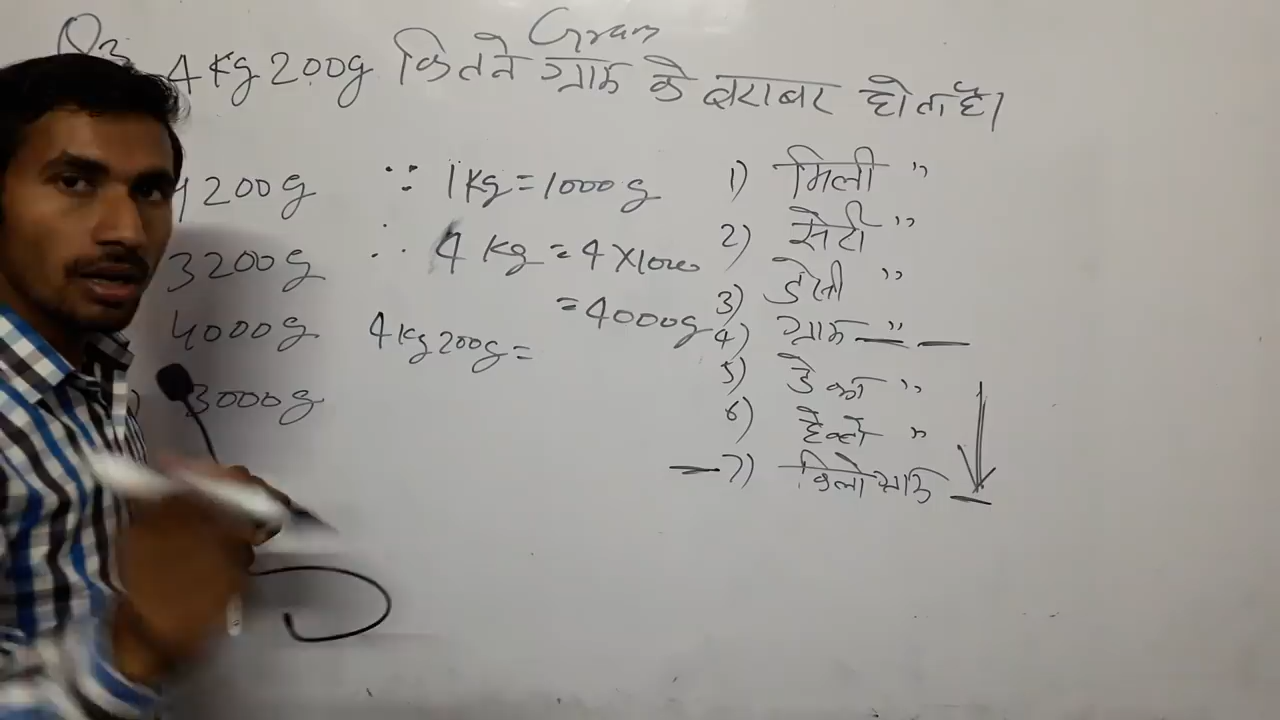 Gram
Q3 4Kg 200g कितने ग्राम के बराबर होता है।
4200g
3200g
4000g
3000g
∵ 1Kg = 1000g
∴ 4 Kg = 4 × 1000
= 4000g
4Kg 200g =
1) मिली "
2) सेंटी "
3) डेसी "
4) ग्राम "
5) डेका "
6) हेक्टो "
7) किलो ग्राम